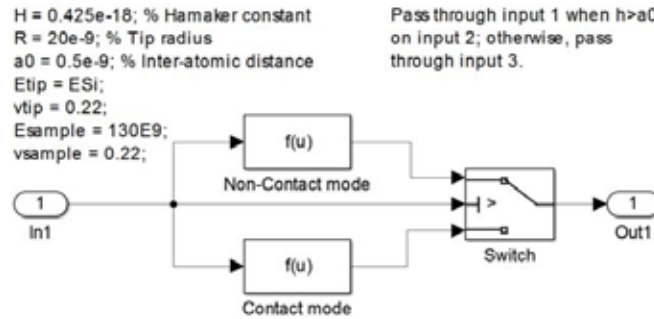 H = 0.425e-18; % Hamaker constant
R = 20e-9; % Tip radius
a0 = 0.5e-9; % Inter-atomic distance
Etip = ESi;
vtip = 0.22;
Esample = 130E9;
vsample = 0.22;
Pass through input 1 when h>a0
on input 2; otherwise, pass
through input 3.
f(u)
Non-Contact mode
1
In1
>
Switch
1
Out1
f(u)
Contact mode